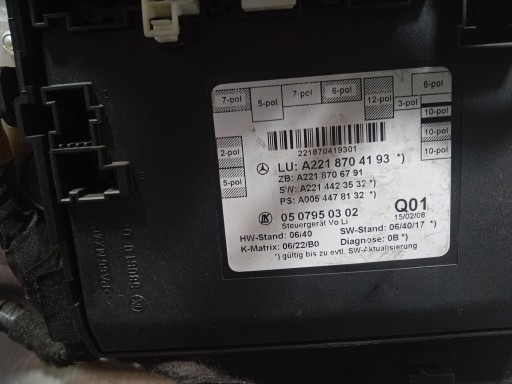 7-pol
5-pol
7-pol
6-pol
12-pol
3-pol
6-pol
10-pol
10-pol
10-pol
2-pol
5-pol
221870419301
LU: A221 870 41 93 *)
ZB: A221 870 67 91
SW: A221 442 35 32 *)
PS: A005 447 81 32 *)
05 0795 03 02
Q01
Steuergerät Vo Li
15/02/08
HW-Stand: 06/40
SW-Stand: 06/40/17 *)
K-Matrix: 06/22/B0
Diagnose: 0B *)
*) gültig bis zu evtl. SW-Aktualisierung